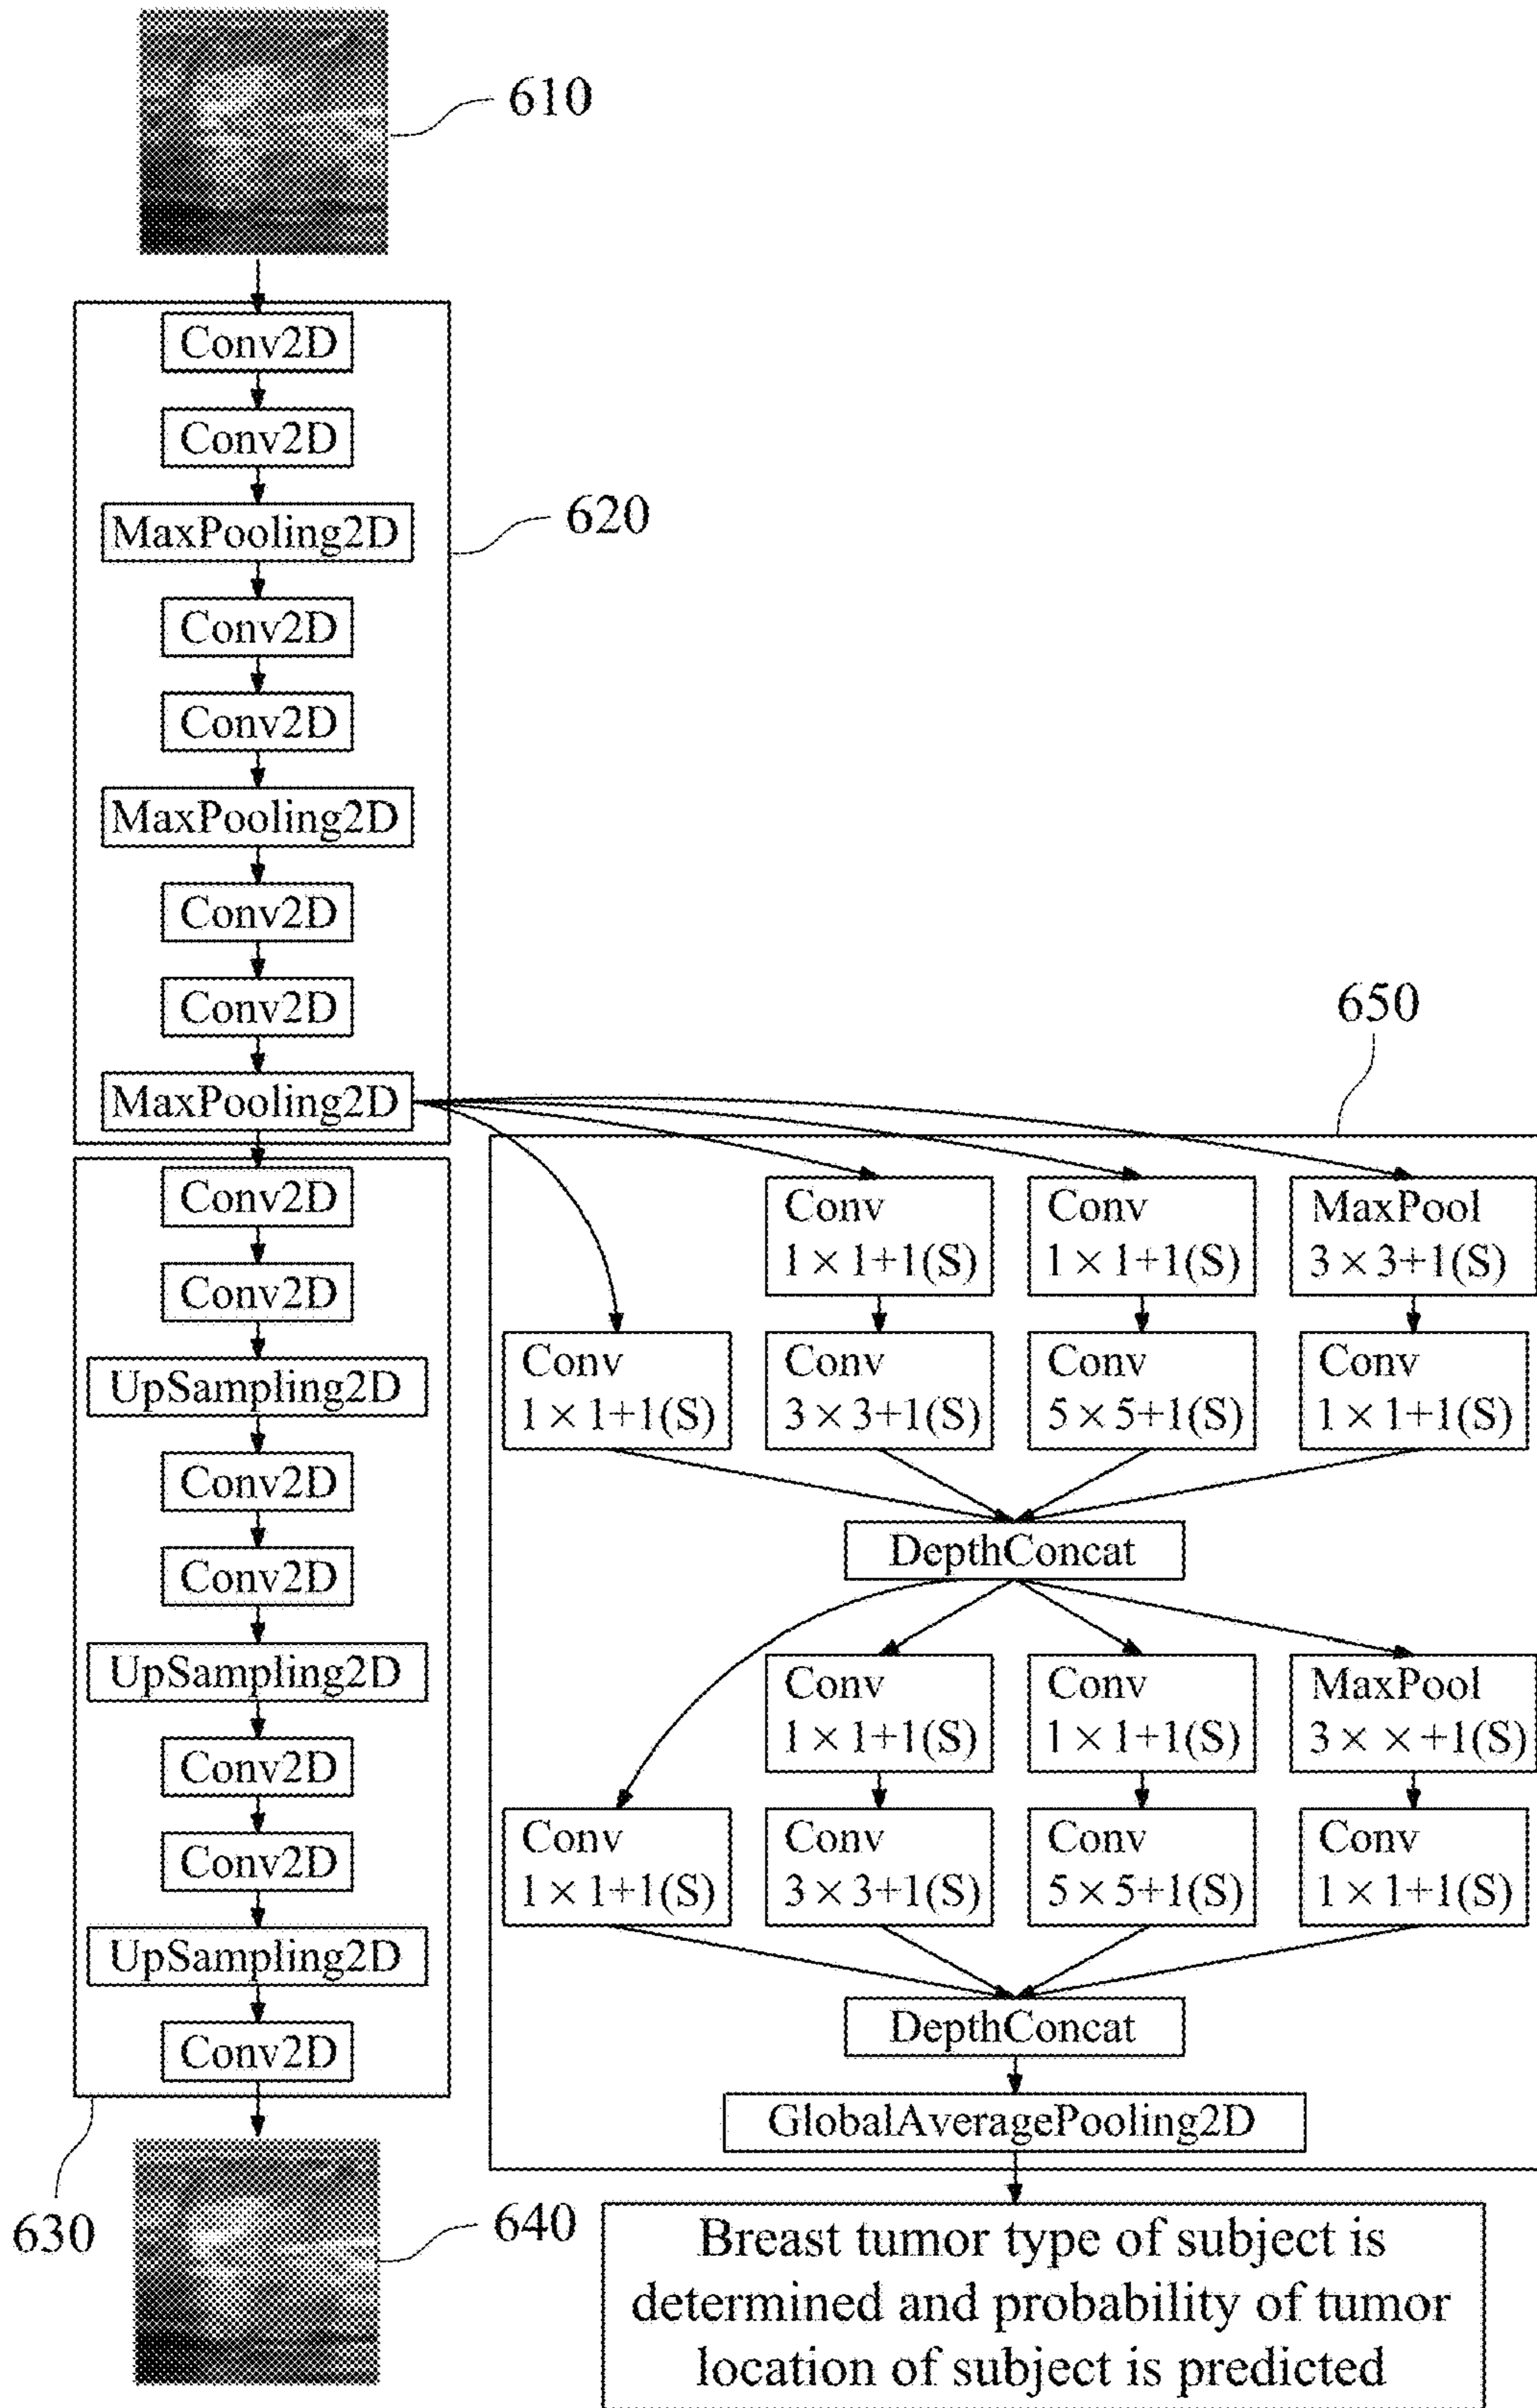 610
Conv2D
Conv2D
MaxPooling2D
620
Conv2D
Conv2D
MaxPooling2D
Conv2D
Conv2D
MaxPooling2D
Conv2D
Conv2D
UpSampling2D
Conv2D
Conv2D
UpSampling2D
Conv2D
Conv2D
UpSampling2D
Conv2D
630
640
650
Conv
1×1+1(S)
Conv
1×1+1(S)
MaxPool
3×3+1(S)
Conv
1×1+1(S)
Conv
3×3+1(S)
Conv
5×5+1(S)
Conv
1×1+1(S)
DepthConcat
Conv
1×1+1(S)
Conv
1×1+1(S)
MaxPool
3××+1(S)
Conv
1×1+1(S)
Conv
3×3+1(S)
Conv
5×5+1(S)
Conv
1×1+1(S)
DepthConcat
GlobalAveragePooling2D
Breast tumor type of subject is
determined and probability of tumor
location of subject is predicted